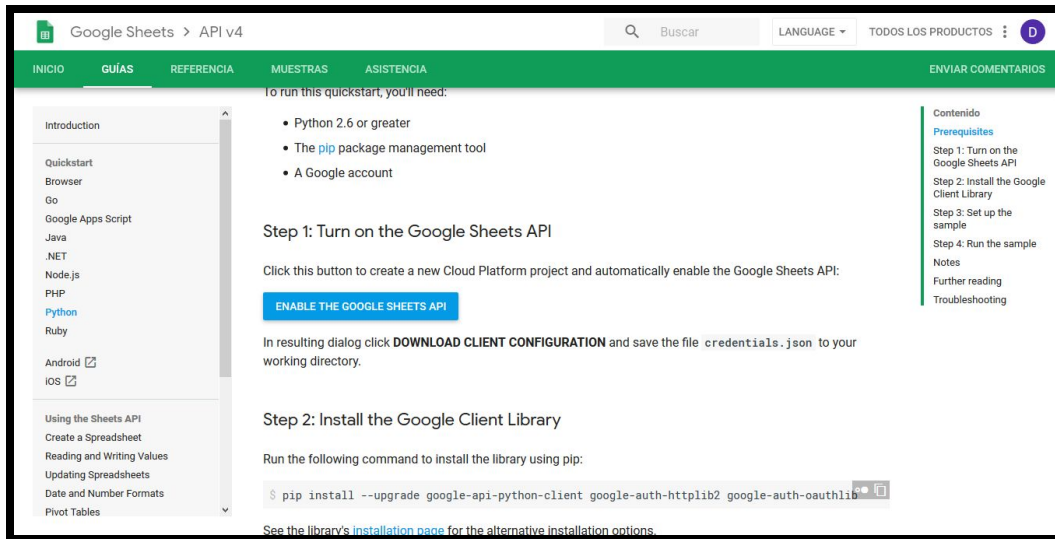 Google Sheets > API v4
Buscar
LANGUAGE
TODOS LOS PRODUCTOS
D
INICIO
GUÍAS
REFERENCIA
MUESTRAS
ASISTENCIA
ENVIAR COMENTARIOS
Introduction
Quickstart
Browser
Go
Google Apps Script
Java
.NET
Node.js
PHP
Python
Ruby
Android
iOS
Using the Sheets API
Create a Spreadsheet
Reading and Writing Values
Updating Spreadsheets
Date and Number Formats
Pivot Tables
To run this quickstart, you'll need:
• Python 2.6 or greater
• The pip package management tool
• A Google account
Step 1: Turn on the Google Sheets API
Click this button to create a new Cloud Platform project and automatically enable the Google Sheets API:
ENABLE THE GOOGLE SHEETS API
In resulting dialog click DOWNLOAD CLIENT CONFIGURATION and save the file credentials.json to your
working directory.
Step 2: Install the Google Client Library
Run the following command to install the library using pip:
$ pip install --upgrade google-api-python-client google-auth-httplib2 google-auth-oauthlib
See the library's installation page for the alternative installation options.
Contenido
Prerequisites
Step 1: Turn on the
Google Sheets API
Step 2: Install the Google
Client Library
Step 3: Set up the
sample
Step 4: Run the sample
Notes
Further reading
Troubleshooting